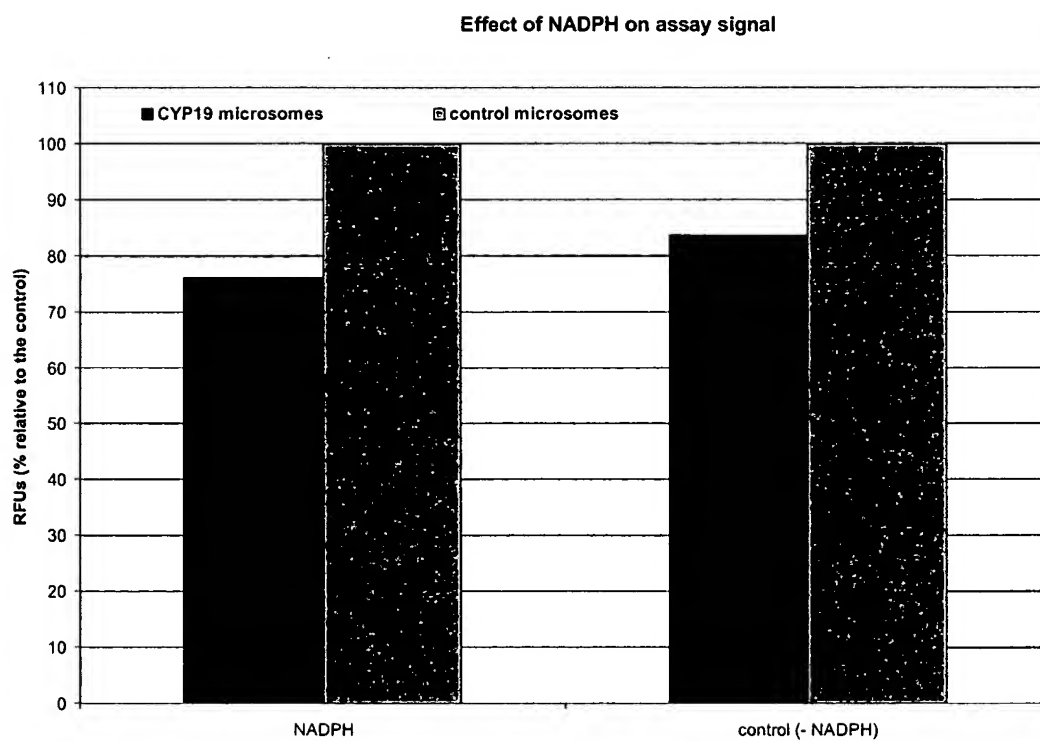 Effect of NADPH on assay signal
CYP19 microsomes
control microsomes
110
100
90
80
70
60
50
40
30
20
10
0
RFUs (% relative to the control)
NADPH
control (- NADPH)